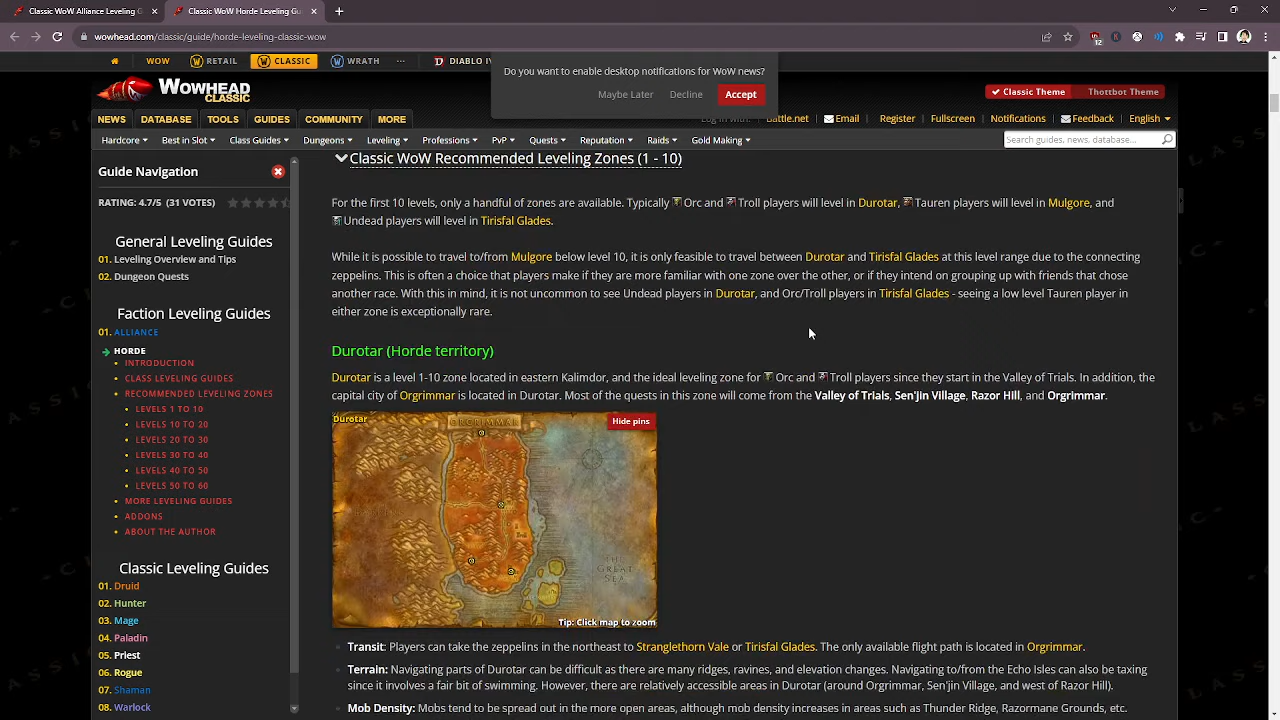 Classic WoW Alliance Leveling G
Wowhead Classic Horde Leveling Gu
wowhead.com/classic/guide/horde-leveling-classic-wow
12
WOW
RETAIL
CLASSIC
WRATH
DIABLO IV
Do you want to enable desktop notifications for WoW news?
Maybe Later
Decline
Accept
WOWHEAD
CLASSIC
Classic Theme
Thottbot Theme
NEWS
DATABASE
TOOLS
GUIDES
COMMUNITY
MORE
Log in with:
Battle.net
Email
Register
Fullscreen
Notifications
Feedback
English
Hardcore
Best in Slot
Class Guides
Dungeons
Leveling
Professions
PvP
Quests
Reputation
Raids
Gold Making
Search guides, news, database...
Guide Navigation
RATING: 4.7/5 (31 VOTES)
General Leveling Guides
01. Leveling Overview and Tips
02. Dungeon Quests
Faction Leveling Guides
01. ALLIANCE
HORDE
INTRODUCTION
CLASS LEVELING GUIDES
RECOMMENDED LEVELING ZONES
LEVELS 1 TO 10
LEVELS 10 TO 20
LEVELS 20 TO 30
LEVELS 30 TO 40
LEVELS 40 TO 50
LEVELS 50 TO 60
MORE LEVELING GUIDES
ADDONS
ABOUT THE AUTHOR
Classic Leveling Guides
01. Druid
02. Hunter
03. Mage
04. Paladin
05. Priest
06. Rogue
07. Shaman
08. Warlock
Classic WoW Recommended Leveling Zones (1 - 10)
For the first 10 levels, only a handful of zones are available. Typically Orc and Troll players will level in Durotar, Tauren players will level in Mulgore, and
Undead players will level in Tirisfal Glades.
While it is possible to travel to/from Mulgore below level 10, it is only feasible to travel between Durotar and Tirisfal Glades at this level range due to the connecting
zeppelins. This is often a choice that players make if they are more familiar with one zone over the other, or if they intend on grouping up with friends that chose
another race. With this in mind, it is not uncommon to see Undead players in Durotar, and Orc/Troll players in Tirisfal Glades - seeing a low level Tauren player in
either zone is exceptionally rare.
Durotar (Horde territory)
Durotar is a level 1-10 zone located in eastern Kalimdor, and the ideal leveling zone for Orc and Troll players since they start in the Valley of Trials. In addition, the
capital city of Orgrimmar is located in Durotar. Most of the quests in this zone will come from the Valley of Trials, Sen'jin Village, Razor Hill, and Orgrimmar.
Durotar
ORGRIMMAR
Hide pins
THE
GREAT
SEA
Tip: Click map to zoom
Transit: Players can take the zeppelins in the northeast to Stranglethorn Vale or Tirisfal Glades. The only available flight path is located in Orgrimmar.
Terrain: Navigating parts of Durotar can be difficult as there are many ridges, ravines, and elevation changes. Navigating to/from the Echo Isles can also be taxing
since it involves a fair bit of swimming. However, there are relatively accessible areas in Durotar (around Orgrimmar, Sen'jin Village, and west of Razor Hill).
Mob Density: Mobs tend to be spread out in the more open areas, although mob density increases in areas such as Thunder Ridge, Razormane Grounds, etc.